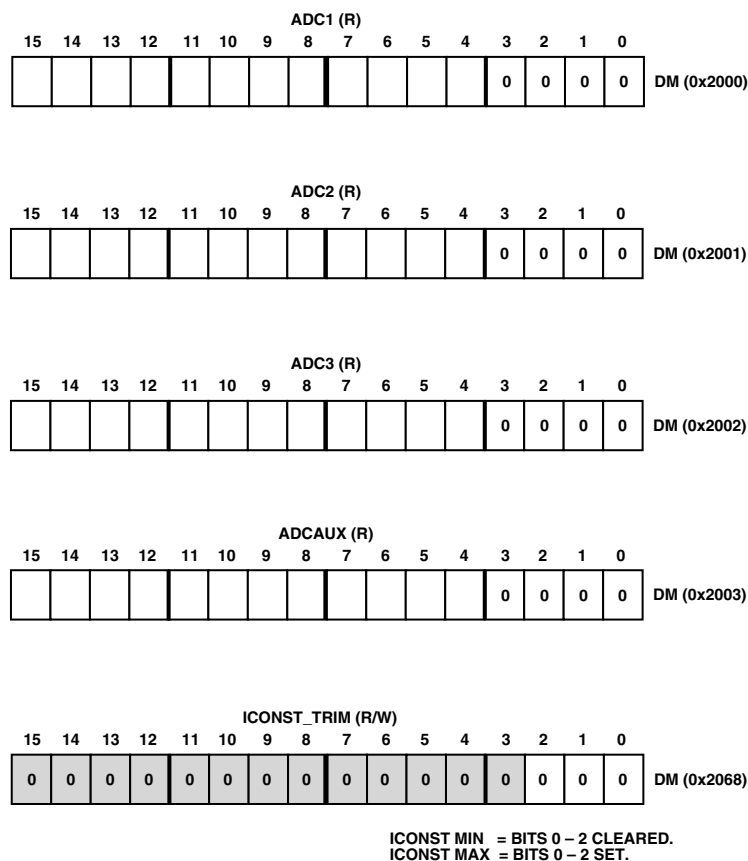 ADC1 (R)
15 14 13 12 11 10 9 8 7 6 5 4 3 2 1 0
0 0 0 0 DM (0x2000)
ADC2 (R)
15 14 13 12 11 10 9 8 7 6 5 4 3 2 1 0
0 0 0 0 DM (0x2001)
ADC3 (R)
15 14 13 12 11 10 9 8 7 6 5 4 3 2 1 0
0 0 0 0 DM (0x2002)
ADCAUX (R)
15 14 13 12 11 10 9 8 7 6 5 4 3 2 1 0
0 0 0 0 DM (0x2003)
ICONST_TRIM (R/W)
15 14 13 12 11 10 9 8 7 6 5 4 3 2 1 0
0 0 0 0 0 0 0 0 0 0 0 0 0 0 0 0 DM (0x2068)
ICONST MIN = BITS 0 – 2 CLEARED.
ICONST MAX = BITS 0 – 2 SET.